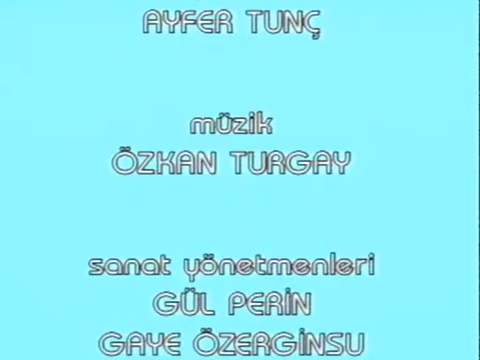 AYFER TUNÇ
müzik
ÖZKAN TURGAY
sanat yönetmenleri
GÜL PERİN
GAYE ÖZERGİNSU